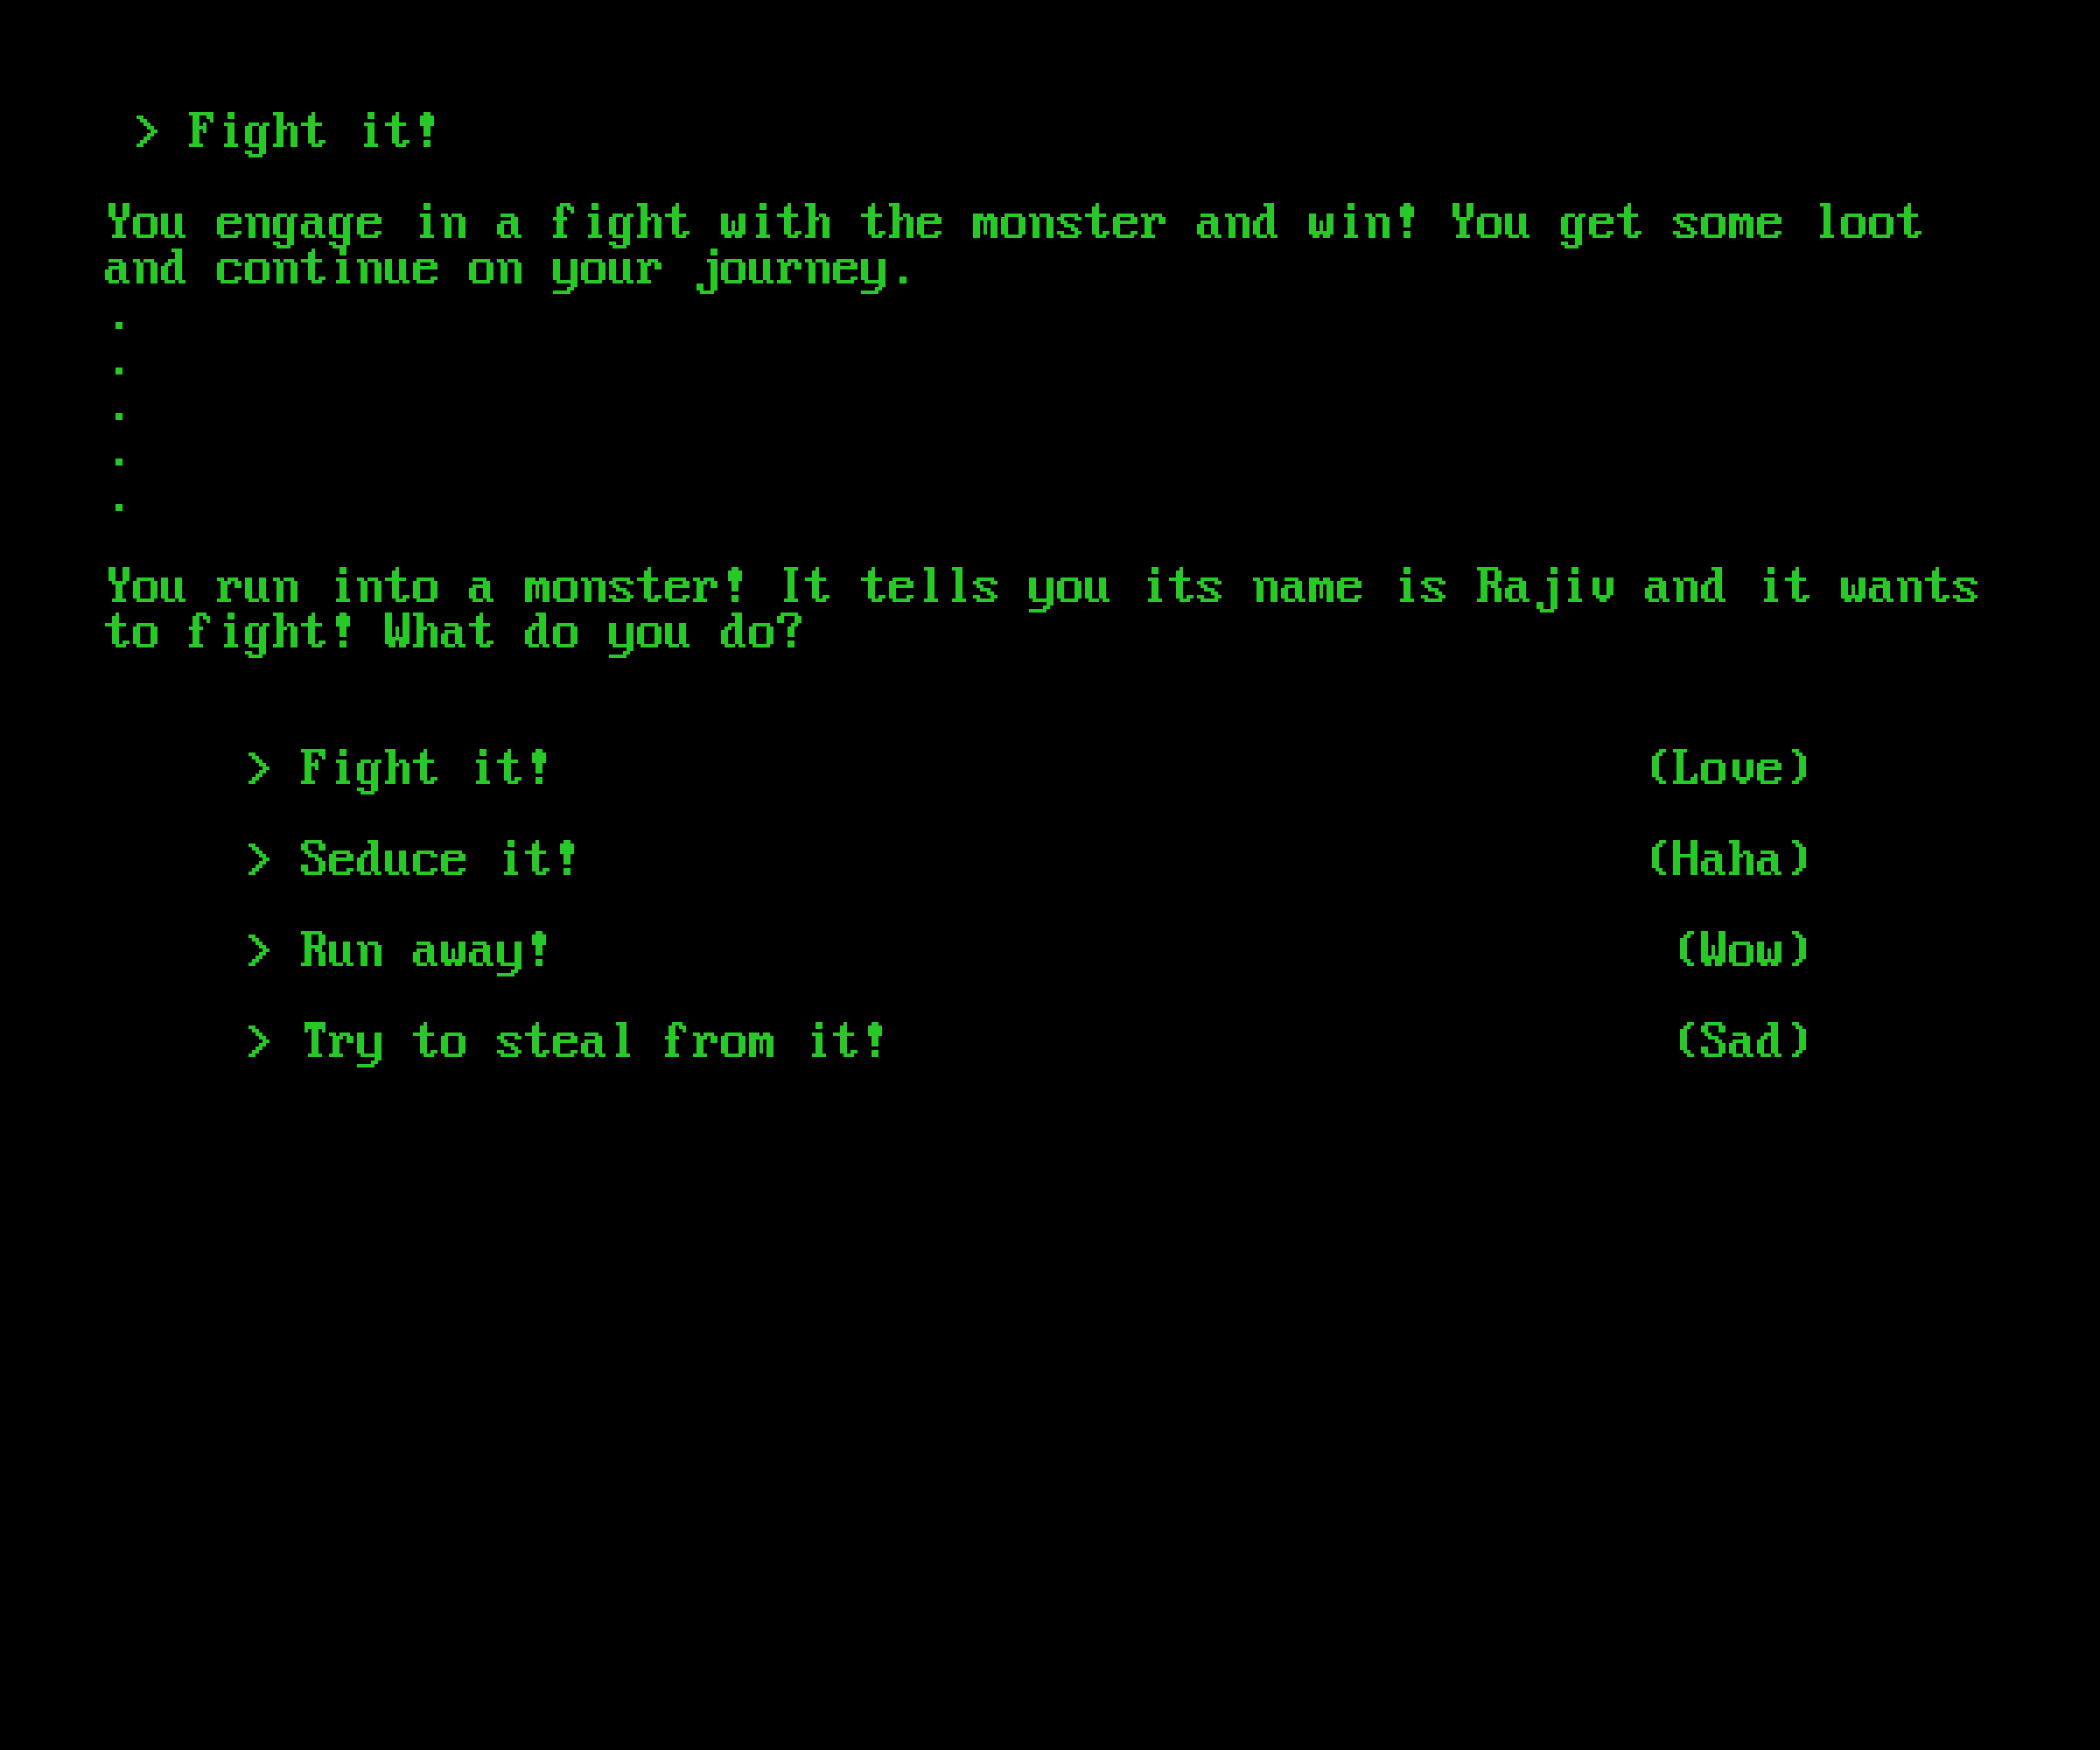 > Fight it!
You engage in a fight with the monster and win! You get some loot
and continue on your journey.
.
.
.
.
.
You run into a monster! It tells you its name is Rajiv and it wants
to fight! What do you do?
> Fight it! (Love)
> Seduce it! (Haha)
> Run away! (Wow)
> Try to steal from it! (Sad)